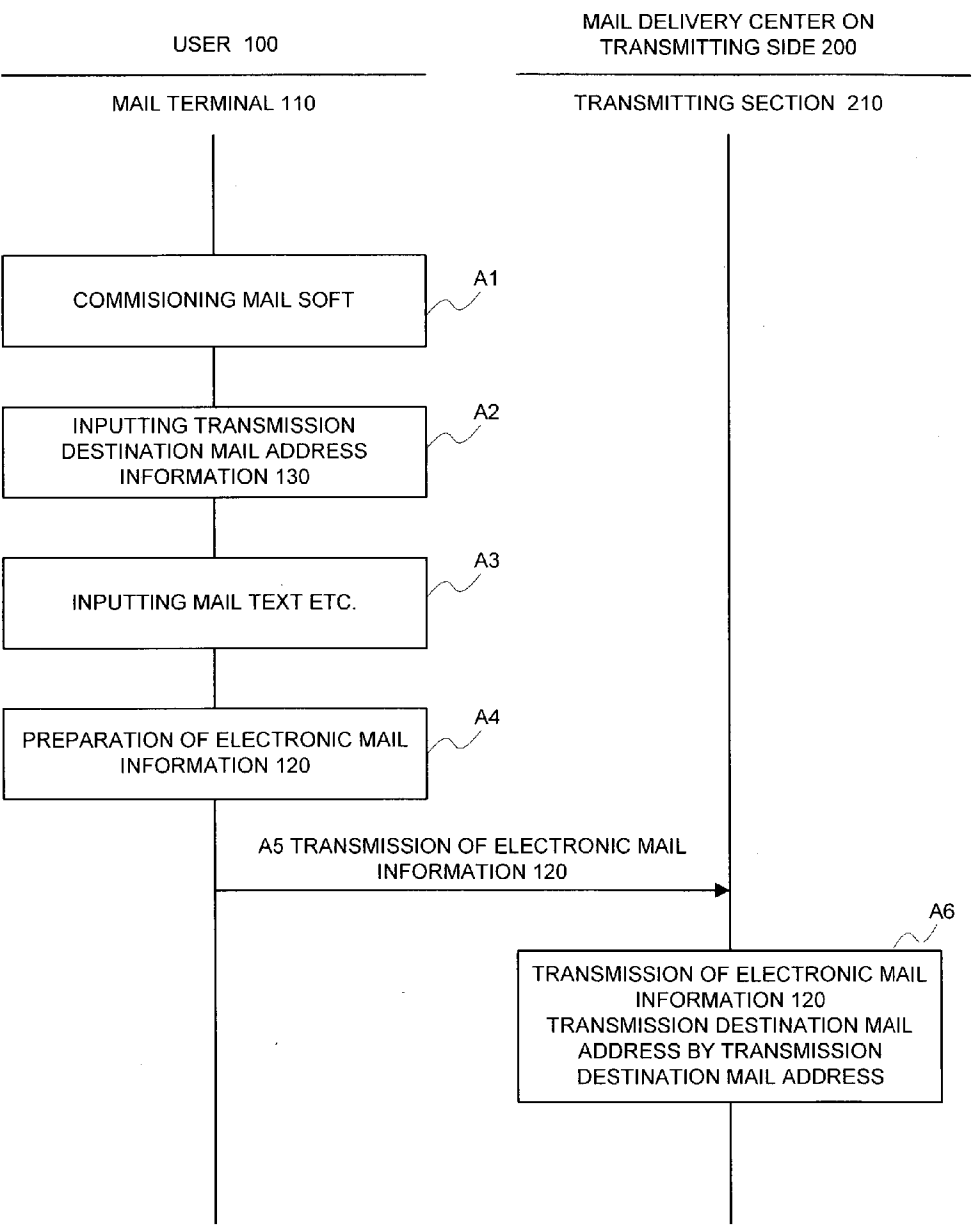 USER 100
MAIL DELIVERY CENTER ON
TRANSMITTING SIDE 200
MAIL TERMINAL 110
TRANSMITTING SECTION 210
A1
COMMISIONING MAIL SOFT
A2
INPUTTING TRANSMISSION
DESTINATION MAIL ADDRESS
INFORMATION 130
A3
INPUTTING MAIL TEXT ETC.
A4
PREPARATION OF ELECTRONIC MAIL
INFORMATION 120
A5 TRANSMISSION OF ELECTRONIC MAIL
INFORMATION 120
A6
TRANSMISSION OF ELECTRONIC MAIL
INFORMATION 120
TRANSMISSION DESTINATION MAIL
ADDRESS BY TRANSMISSION
DESTINATION MAIL ADDRESS